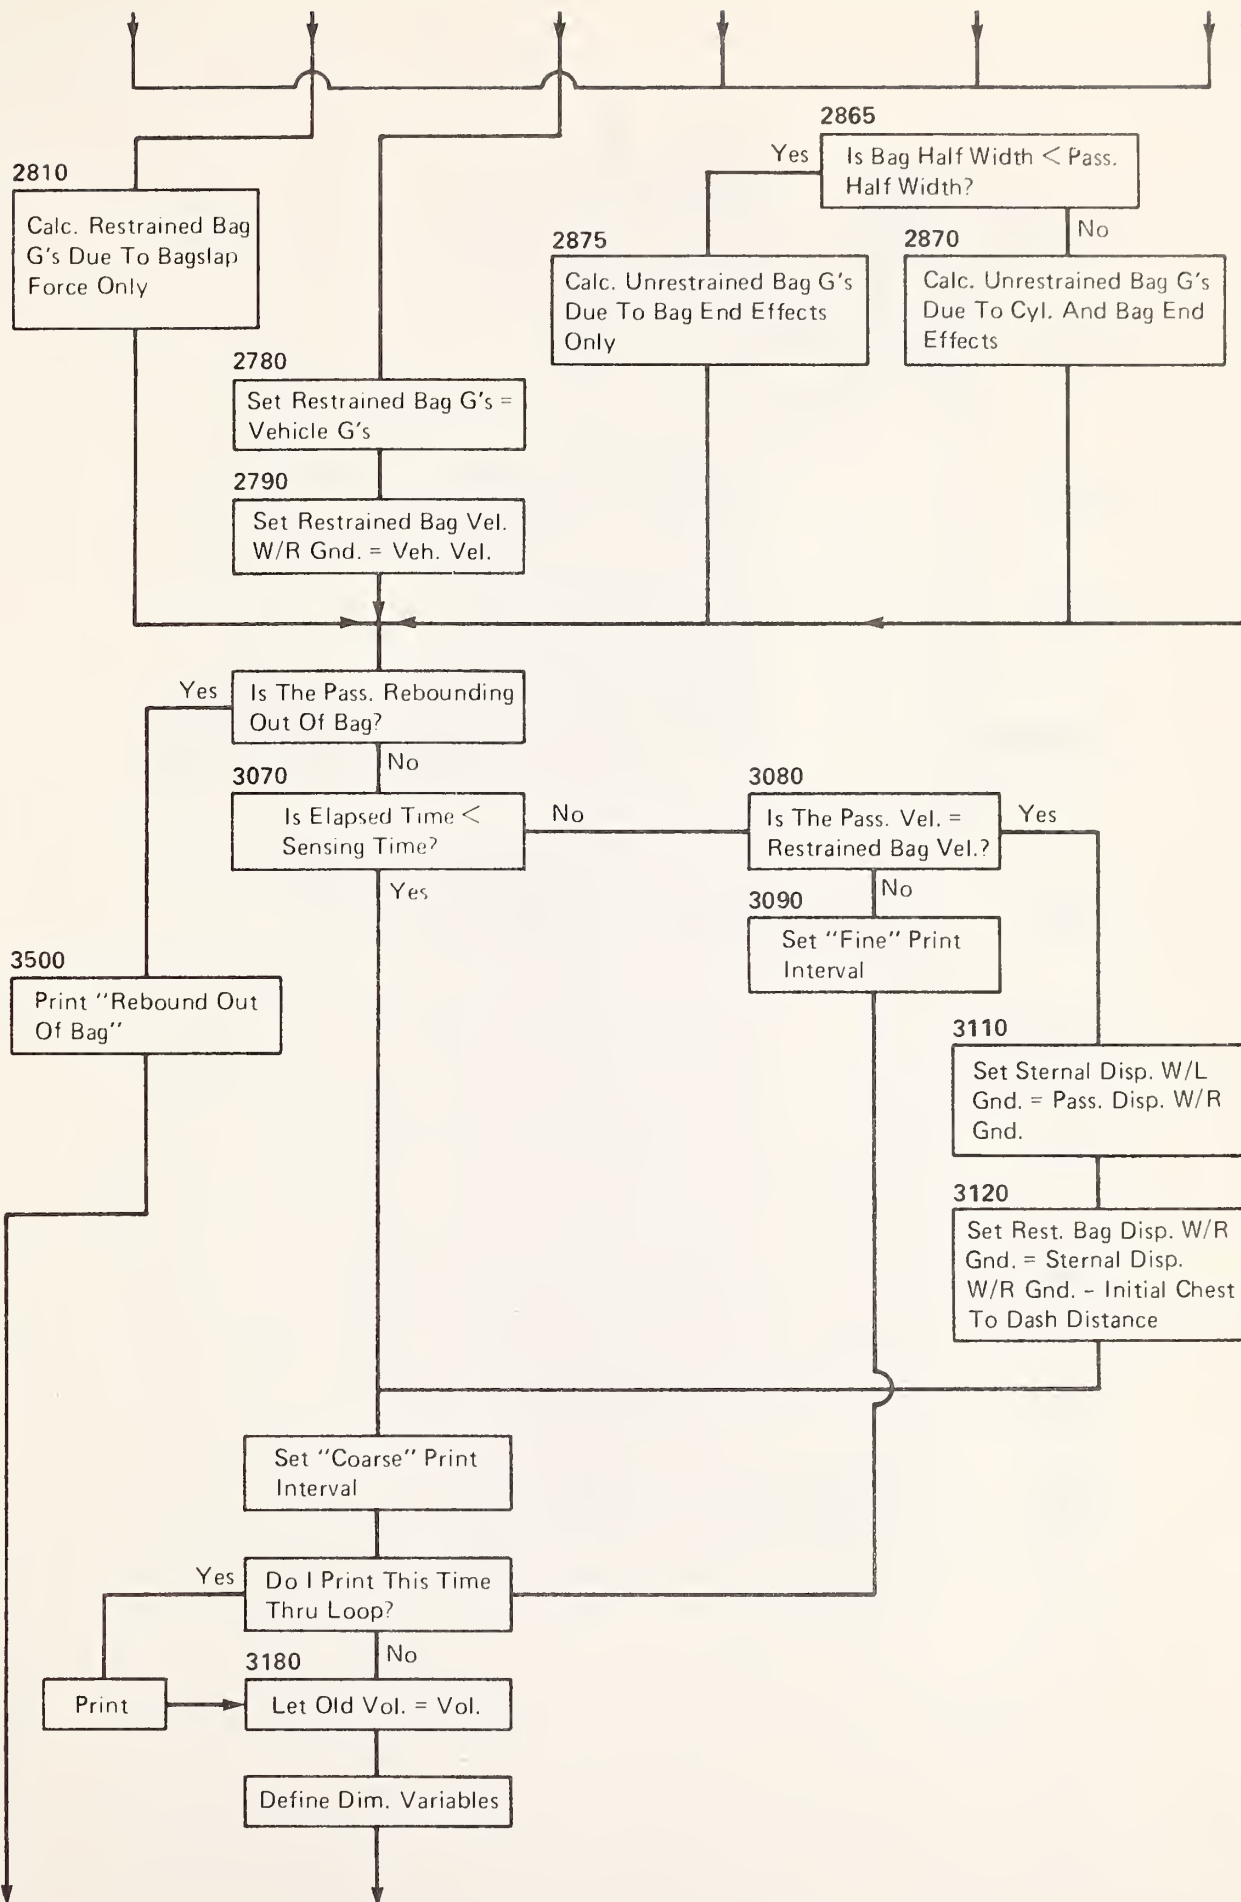 2865
Yes
Is Bag Half Width < Pass.
Half Width?
No
2810
Calc. Restrained Bag
G's Due To Bagslap
Force Only
2875
Calc. Unrestrained Bag G's
Due To Bag End Effects
Only
2870
Calc. Unrestrained Bag G's
Due To Cyl. And Bag End
Effects
2780
Set Restrained Bag G's =
Vehicle G's
2790
Set Restrained Bag Vel.
W/R Gnd. = Veh. Vel.
Yes
Is The Pass. Rebounding
Out Of Bag?
No
3070
Is Elapsed Time <
Sensing Time?
No
Yes
3080
Is The Pass. Vel. =
Restrained Bag Vel.?
Yes
No
3090
Set "Fine" Print
Interval
3500
Print "Rebound Out
Of Bag"
3110
Set Sternal Disp. W/L
Gnd. = Pass. Disp. W/R
Gnd.
3120
Set Rest. Bag Disp. W/R
Gnd. = Sternal Disp.
W/R Gnd. - Initial Chest
To Dash Distance
Set "Coarse" Print
Interval
Yes
Do I Print This Time
Thru Loop?
No
3180
Print
Let Old Vol. = Vol.
Define Dim. Variables